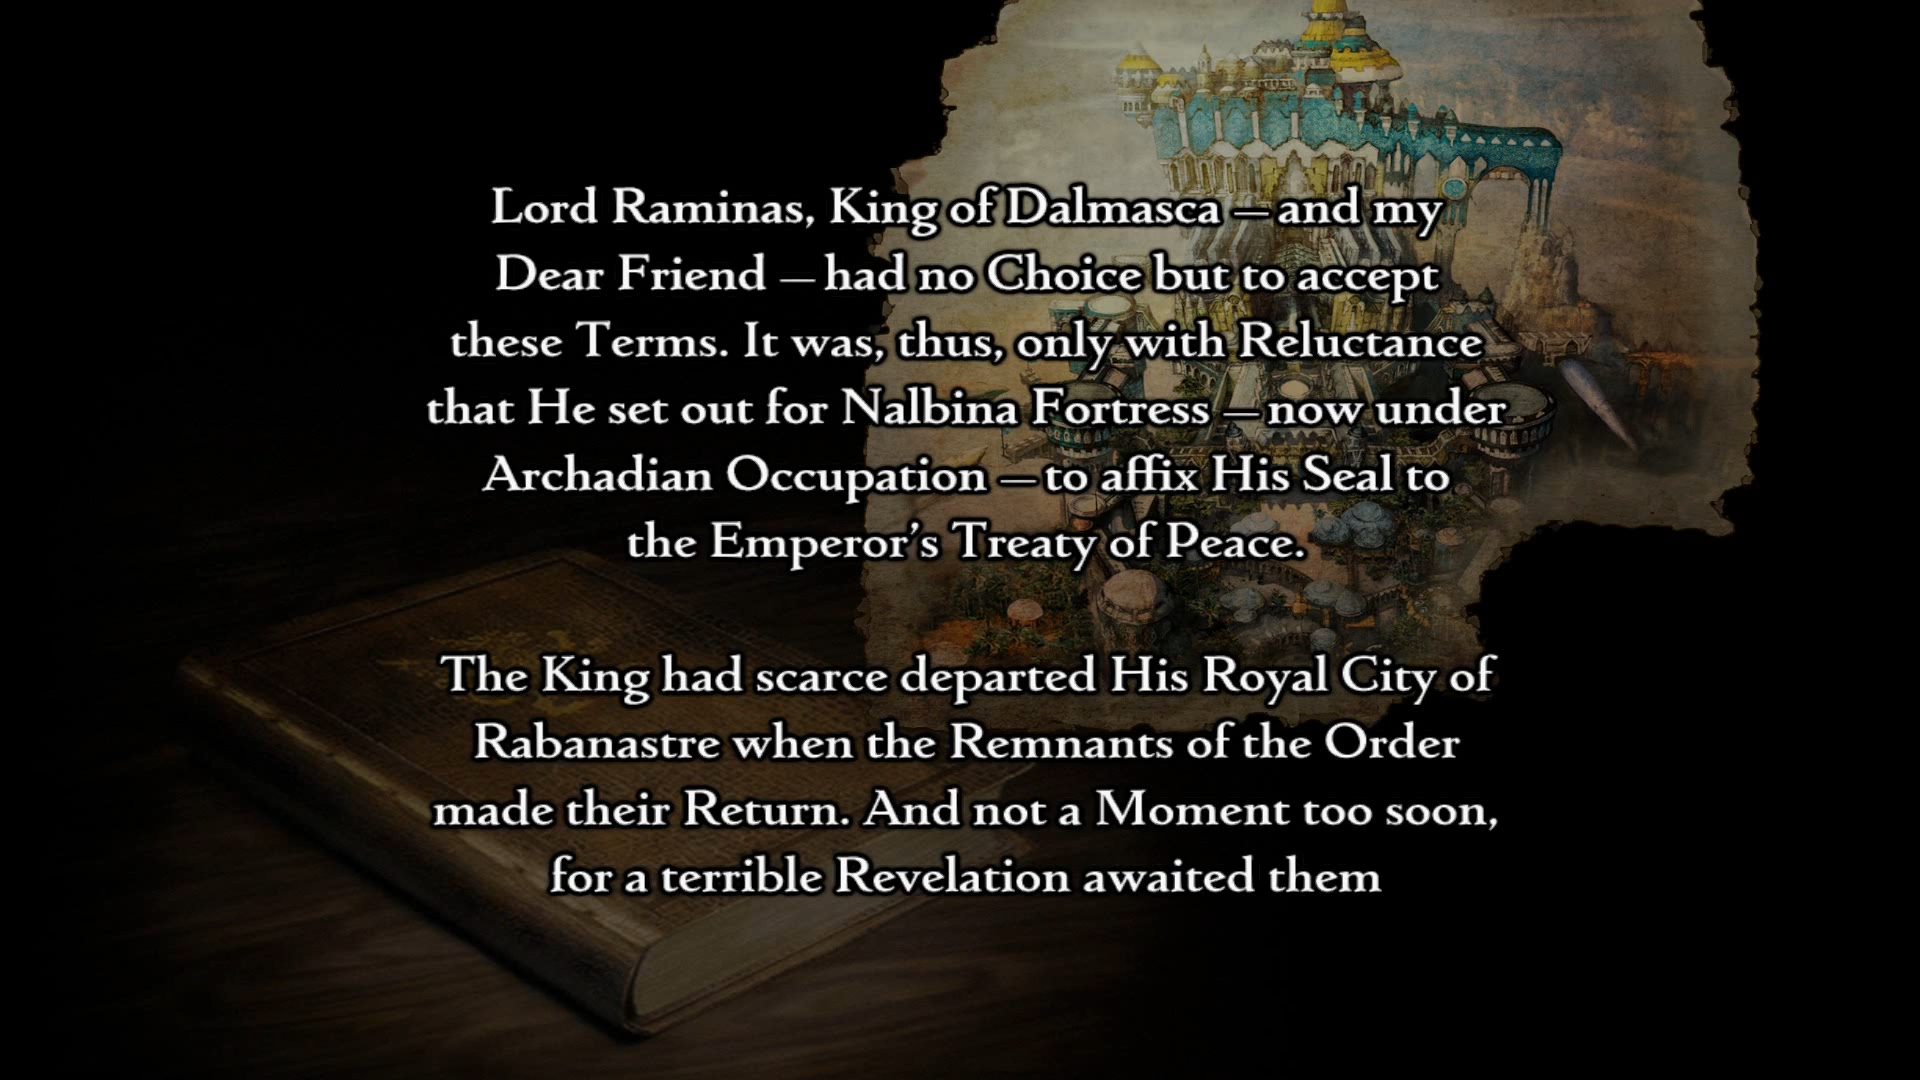 Lord Raminas, King of Dalmasca — and my
Dear Friend — had no Choice but to accept
these Terms. It was, thus, only with Reluctance
that He set out for Nalbina Fortress — now under
Archadian Occupation — to affix His Seal to
the Emperor’s Treaty of Peace.
The King had scarce departed His Royal City of
Rabanastre when the Remnants of the Order
made their Return. And not a Moment too soon,
for a terrible Revelation awaited them